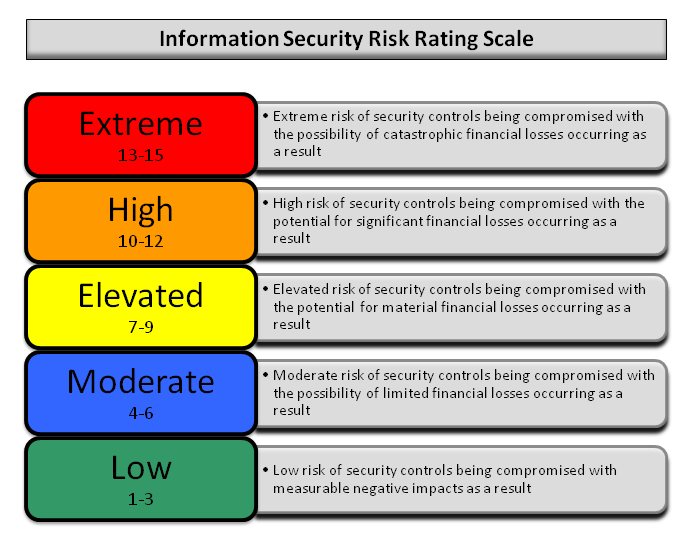 Information Security Risk Rating Scale
Extreme
13-15
• Extreme risk of security controls being compromised with
the possibility of catastrophic financial losses occurring as
a result
High
10-12
• High risk of security controls being compromised with the
potential for significant financial losses occurring as a
result
Elevated
7-9
• Elevated risk of security controls being compromised with
the potential for material financial losses occurring as a
result
Moderate
4-6
• Moderate risk of security controls being compromised with
the possibility of limited financial losses occurring as a
result
Low
1-3
• Low risk of security controls being compromised with
measurable negative impacts as a result